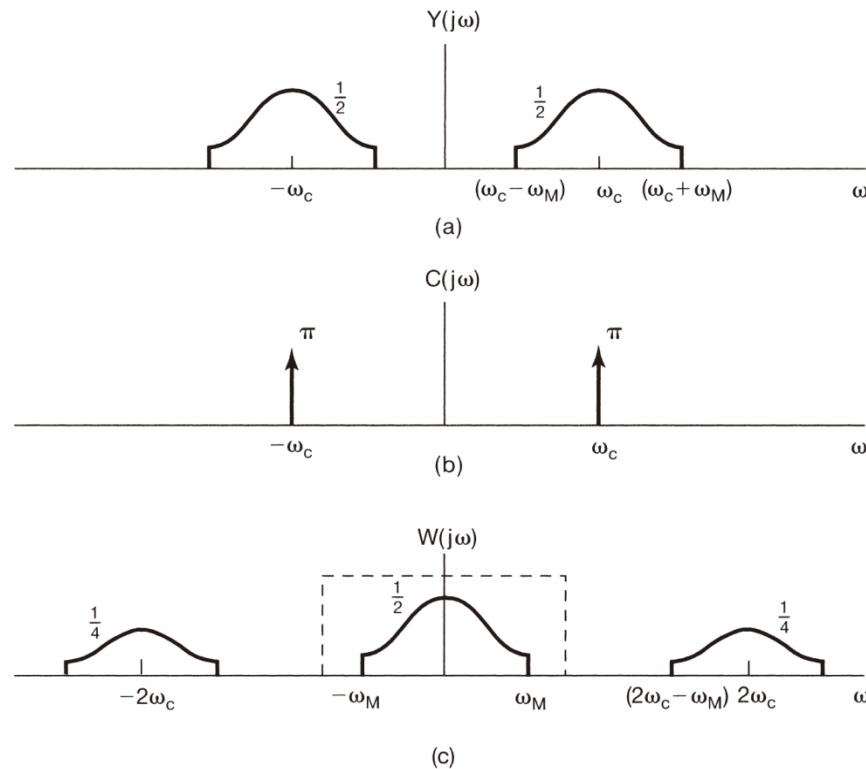 Y(jω)
1/2 1/2
−ω_c (ω_c − ω_M) ω_c (ω_c + ω_M) ω
(a)
C(jω)
π π
−ω_c ω_c ω
(b)
W(jω)
1/4 1/2 1/4
−2ω_c −ω_M ω_M (2ω_c − ω_M) 2ω_c ω
(c)